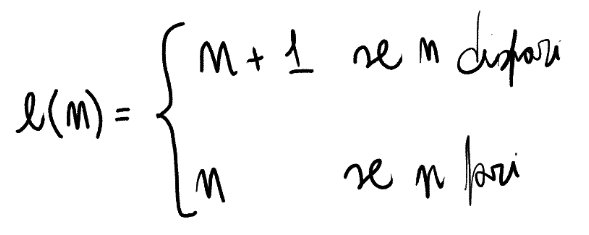 n + 1 se n dispari
l(n) = {
n se n pari